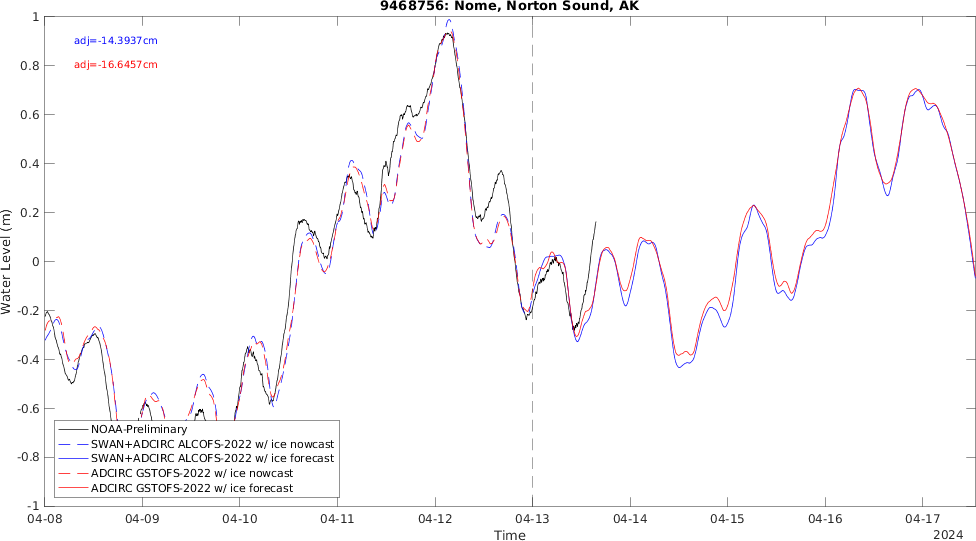 9468756: Nome, Norton Sound, AK
adj=-14.3937cm
adj=-16.6457cm
Water Level (m)
1
0.8
0.6
0.4
0.2
0
-0.2
-0.4
-0.6
-0.8
-1
NOAA-Preliminary
SWAN+ADCIRC ALCOFS-2022 w/ ice nowcast
SWAN+ADCIRC ALCOFS-2022 w/ ice forecast
ADCIRC GSTOFS-2022 w/ ice nowcast
ADCIRC GSTOFS-2022 w/ ice forecast
04-08 04-09 04-10 04-11 04-12 04-13 04-14 04-15 04-16 04-17
Time
2024